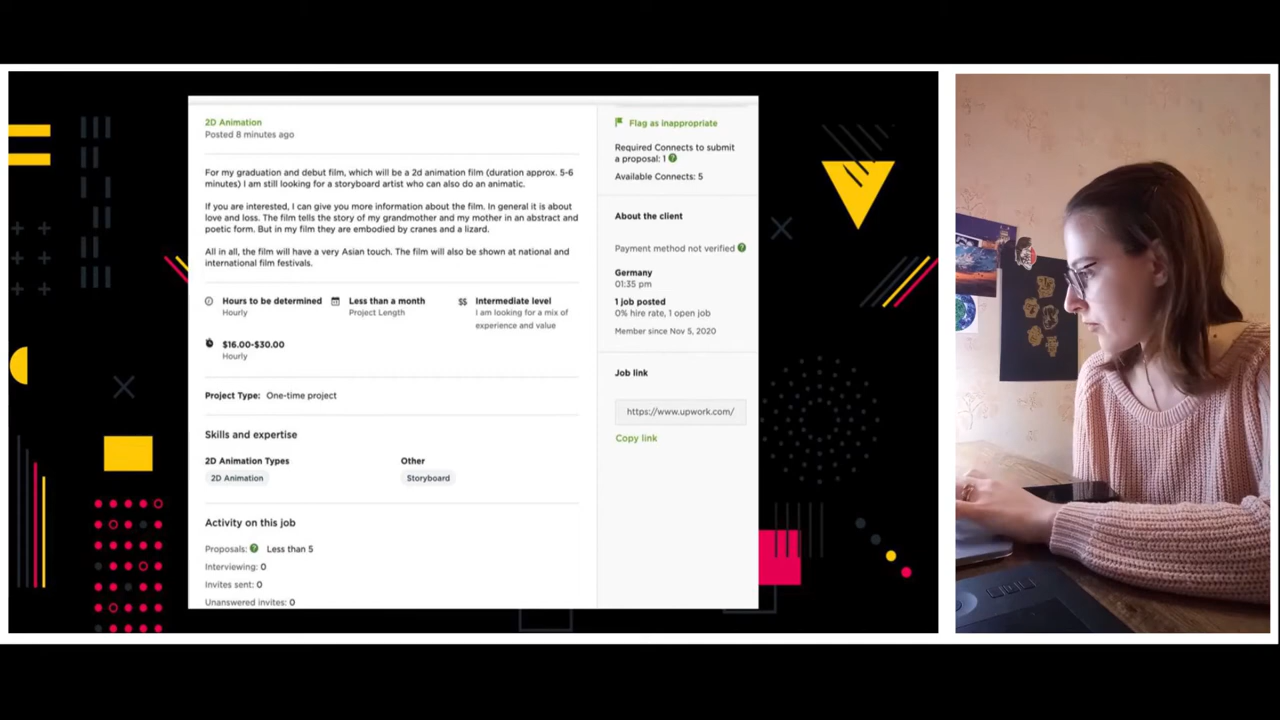 2D Animation
Posted 8 minutes ago
For my graduation and debut film, which will be a 2d animation film (duration approx. 5-6
minutes) I am still looking for a storyboard artist who can also do an animatic.
If you are interested, I can give you more information about the film. In general it is about
love and loss. The film tells the story of my grandmother and my mother in an abstract and
poetic form. But in my film they are embodied by cranes and a lizard.
All in all, the film will have a very Asian touch. The film will also be shown at national and
international film festivals.
Hours to be determined
Hourly
Less than a month
Project Length
$$ Intermediate level
I am looking for a mix of
experience and value
$16.00-$30.00
Hourly
Project Type: One-time project
Skills and expertise
2D Animation Types
2D Animation
Other
Storyboard
Activity on this job
Proposals: ? Less than 5
Interviewing: 0
Invites sent: 0
Unanswered invites: 0
Flag as inappropriate
Required Connects to submit
a proposal: 1 ?
Available Connects: 5
About the client
Payment method not verified ?
Germany
01:35 pm
1 job posted
0% hire rate, 1 open job
Member since Nov 5, 2020
Job link
https://www.upwork.com/
Copy link